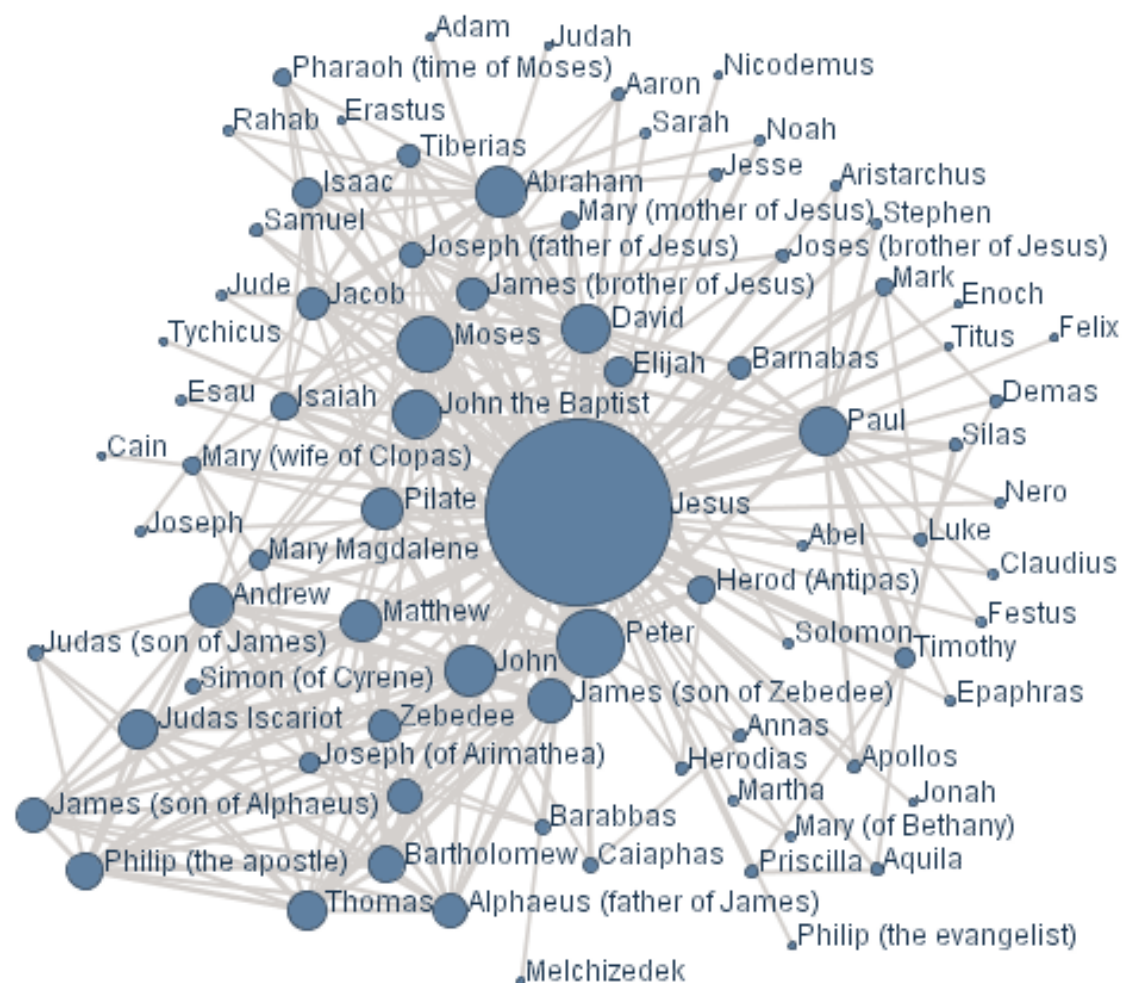 Adam
Judah
Pharaoh (time of Moses)
Nicodemus
Aaron
Erastus
Rahab
Sarah
Noah
Tiberias
Jesse
Isaac
Abraham
Aristarchus
Samuel
Mary (mother of Jesus)
Stephen
Joseph (father of Jesus)
Joses (brother of Jesus)
Jude
Jacob
James (brother of Jesus)
Mark
Enoch
Tychicus
Moses
David
Titus
Felix
Elijah
Barnabas
Esau
Isaiah
John the Baptist
Paul
Demas
Silas
Cain
Mary (wife of Clopas)
Pilate
Jesus
Nero
Joseph
Abel
Luke
Mary Magdalene
Claudius
Andrew
Matthew
Herod (Antipas)
Festus
Judas (son of James)
Peter
Solomon
Timothy
Simon (of Cyrene)
John
James (son of Zebedee)
Epaphras
Judas Iscariot
Zebedee
Annas
Joseph (of Arimathea)
Herodias
Apollos
James (son of Alphaeus)
Martha
Jonah
Barabbas
Mary (of Bethany)
Philip (the apostle)
Bartholomew
Caiaphas
Priscilla
Aquila
Thomas
Alphaeus (father of James)
Philip (the evangelist)
Melchizedek